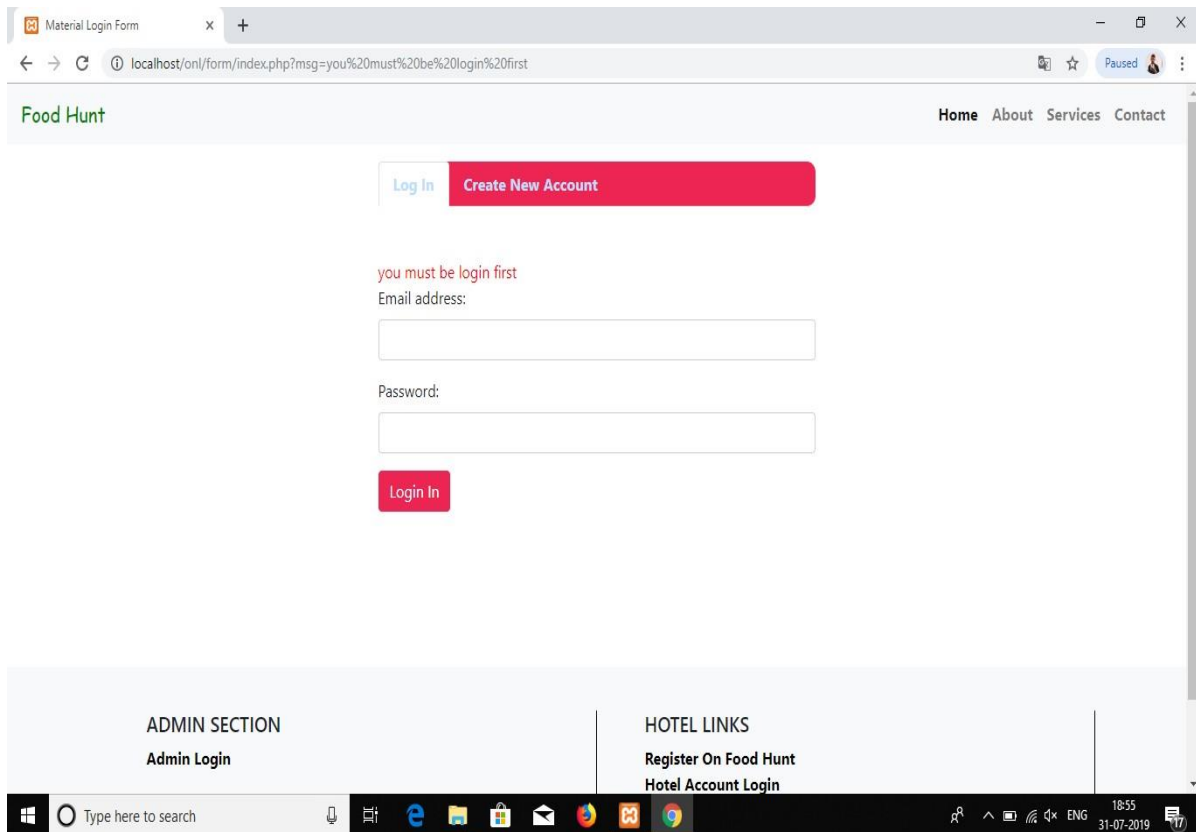 Material Login Form
localhost/onl/form/index.php?msg=you%20must%20be%20login%20first
Paused
Food Hunt
Home About Services Contact
Log In Create New Account
you must be login first
Email address:
Password:
Login In
ADMIN SECTION HOTEL LINKS
Admin Login Register On Food Hunt
Hotel Account Login
Type here to search
ENG
18:55
31-07-2019
17